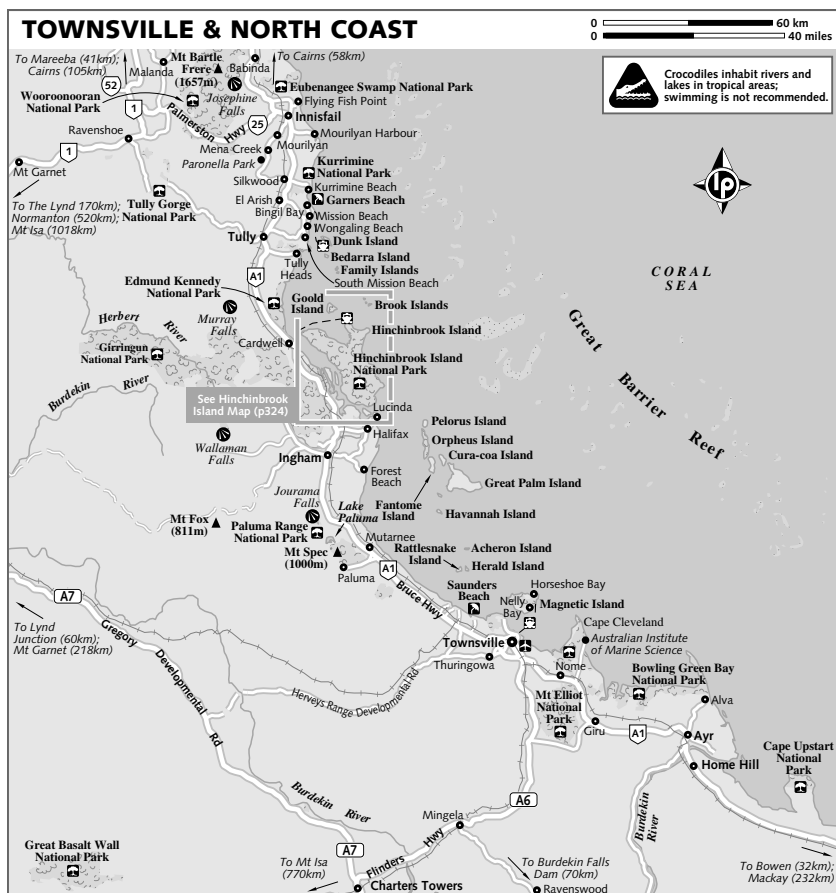 TOWNSVILLE & NORTH COAST
0 60 km
0 40 miles
To Mareeba (41km);
Cairns (105km)
Malanda
52
Mt Bartle
Frere
(1657m)
Babinda
To Cairns (58km)
Josephine
Falls
Eubenangee Swamp National Park
Flying Fish Point
Crocodiles inhabit rivers and
lakes in tropical areas;
swimming is not recommended.
Wooroonooran
National Park
1
Palmerston
Hwy
25
Innisfail
Ravenshoe
Mourilyan Harbour
Mourilyan
Mena Creek
Paronella Park
1
Mt Garnet
Kurrimine
National Park
lp
Silkwood
Kurrimine Beach
To The Lynd 170km);
Normanton (520km);
Mt Isa (1018km)
Tully Gorge
National Park
El Arish
Garners Beach
Bingil Bay
Mission Beach
Wongaling Beach
Tully
Dunk Island
Bedarra Island
Tully
Heads
Family Islands
South Mission Beach
CORAL
SEA
A1
Edmund Kennedy
National Park
Goold
Island
Brook Islands
Murray
Falls
Herbert
River
Hinchinbrook Island
Great Barrier Reef
Cardwell
Girringun
National Park
Hinchinbrook Island
National Park
Burdekin
River
See Hinchinbrook
Island Map (p324)
Lucinda
Halifax
Pelorus Island
Orpheus Island
Cura-coa Island
Wallaman
Falls
Ingham
Forest
Beach
Great Palm Island
Fantome
Island
Jourama
Falls
Lake
Paluma
Havannah Island
Mt Fox
(811m)
Paluma Range
National Park
Mutarnee
Mt Spec
(1000m)
Rattlesnake
Island
Acheron Island
Herald Island
Paluma
A1
Bruce Hwy
Saunders
Beach
Horseshoe Bay
Nelly
Bay
Magnetic Island
A7
Cape Cleveland
To Lynd
Junction (60km);
Mt Garnet (218km)
Gregory
Developmental
Rd
Townsville
Australian Institute
of Marine Science
Thuringowa
Nome
Bowling Green Bay
National Park
Herveys Range Developmental Rd
Mt Elliot
National
Park
Alva
Giru
A1
Ayr
Home Hill
Cape Upstart
National
Park
Burdekin
River
A6
Burdekin
River
Mingela
Great Basalt Wall
National Park
To Mt Isa
(770km)
A7
Flinders
Hwy
Charters Towers
To Burdekin Falls
Dam (70km)
Ravenswood
To Bowen (32km);
Mackay (232km)